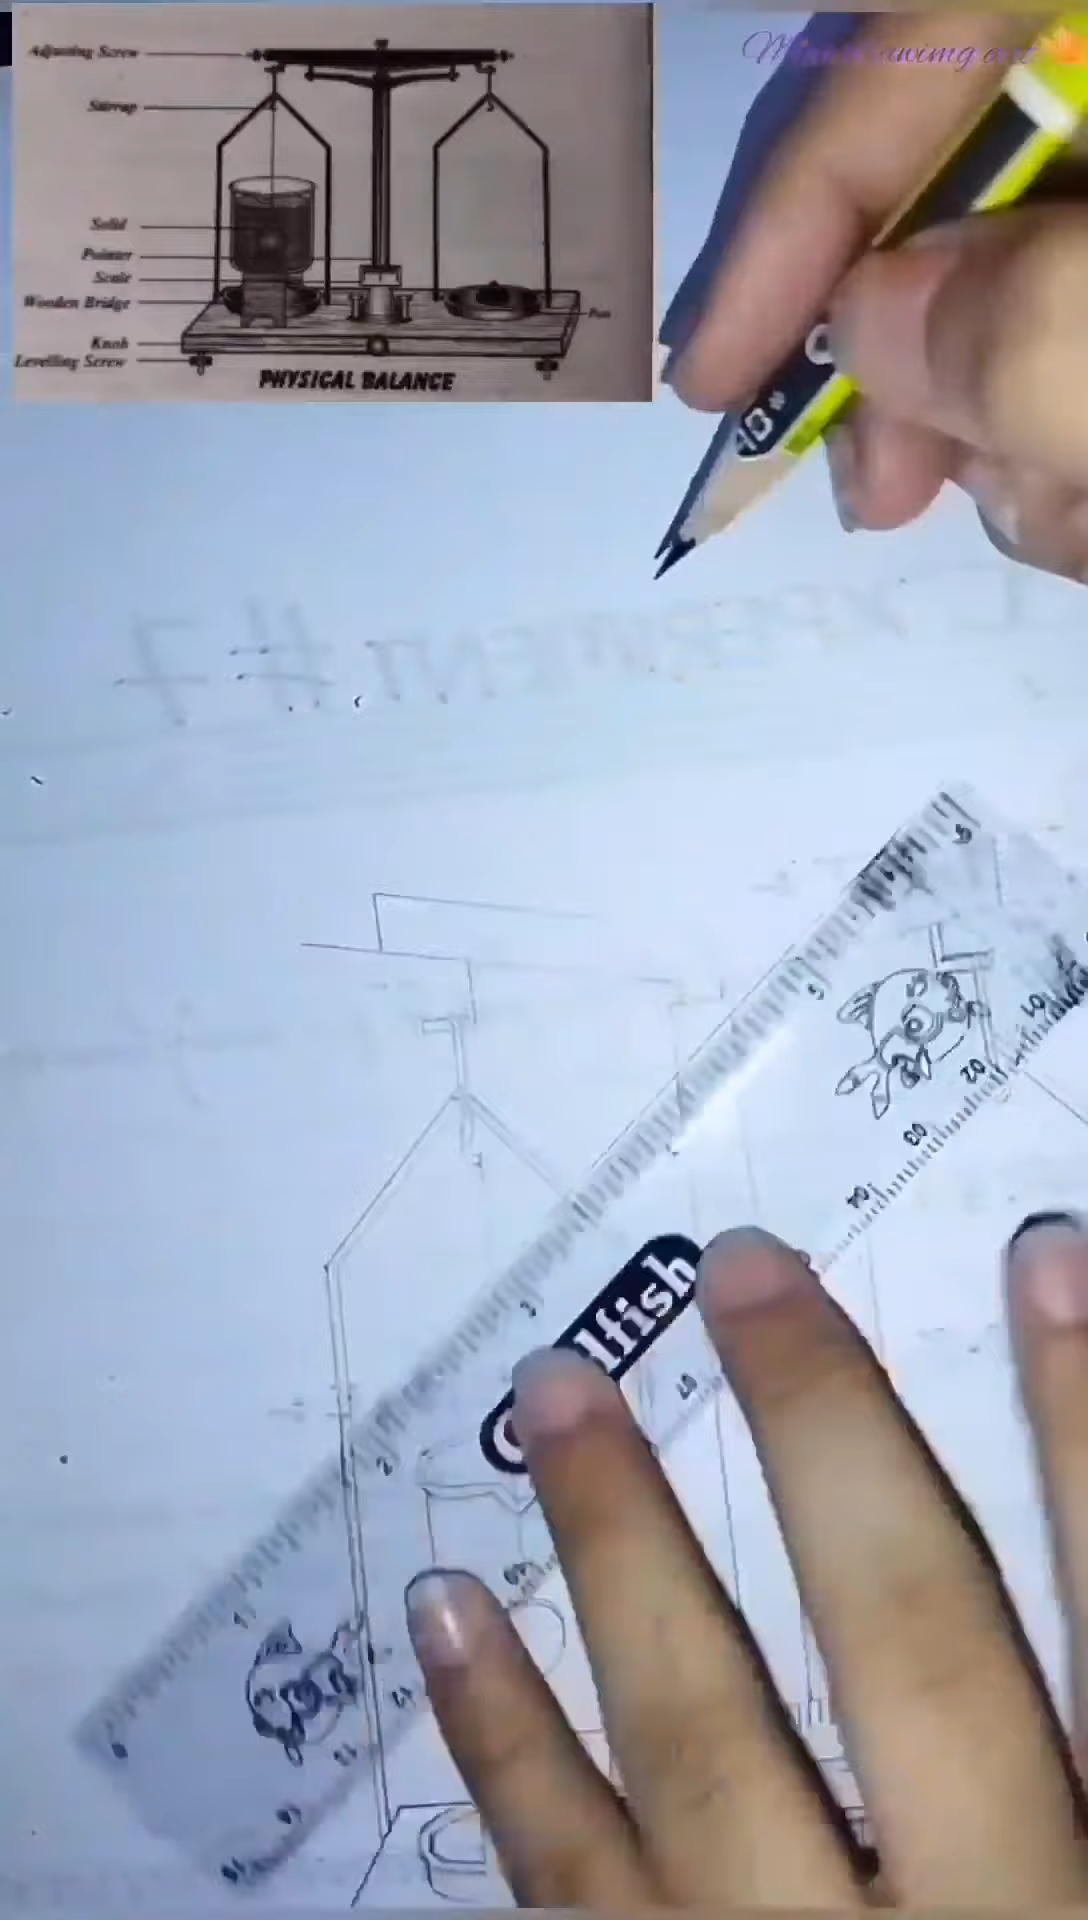 Adjusting Screw
Stirrup
Solid
Pointer
Scale
Wooden Bridge
Pan
Knob
Levelling Screw
PHYSICAL BALANCE
EXPERIMENT #7